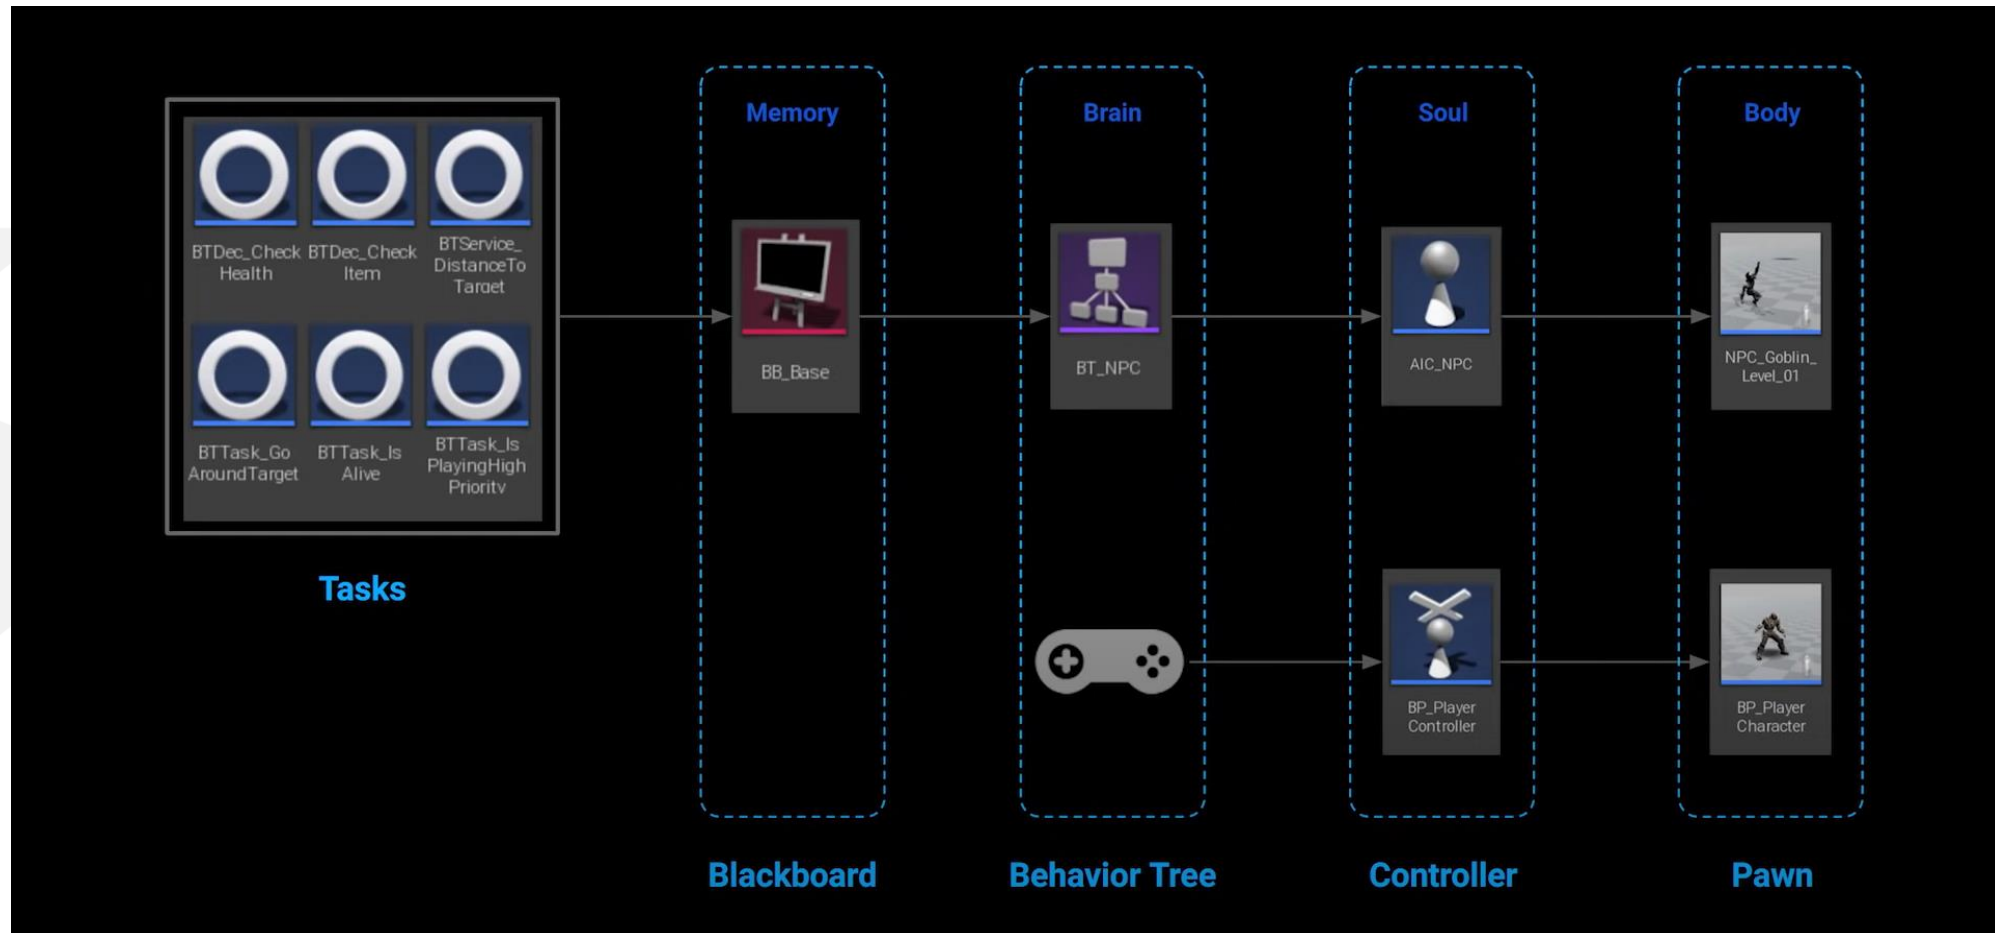 Memory
Brain
Soul
Body
BTDec_Check
Health
BTDec_Check
Item
BTService_
DistanceTo
Target
BTTask_Go
AroundTarget
BTTask_Is
Alive
BTTask_Is
PlayingHigh
Priority
Tasks
BB_Base
BT_NPC
AIC_NPC
NPC_Goblin_
Level_01
BP_Player
Controller
BP_Player
Character
Blackboard
Behavior Tree
Controller
Pawn